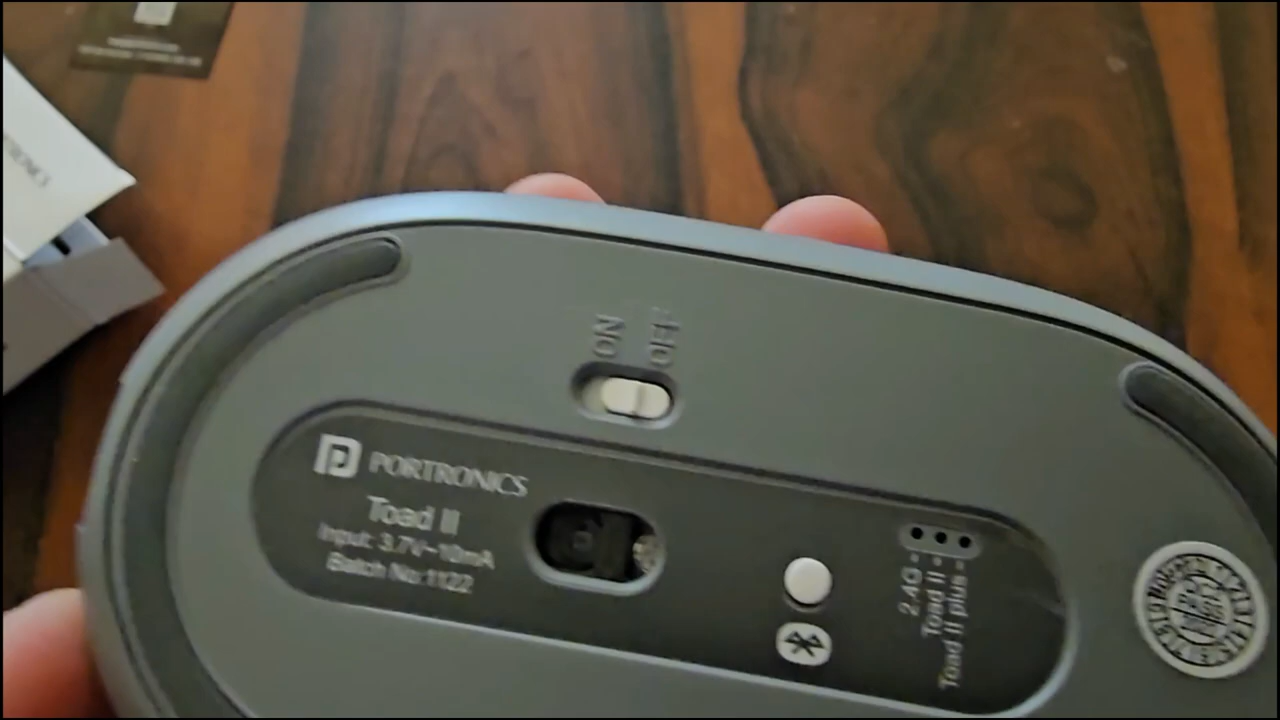 ON
OFF
PORTRONICS
Toad II
Input: 3.7V⎓10mA
Batch No:1122
2.4G
Toad II
Toad II plus